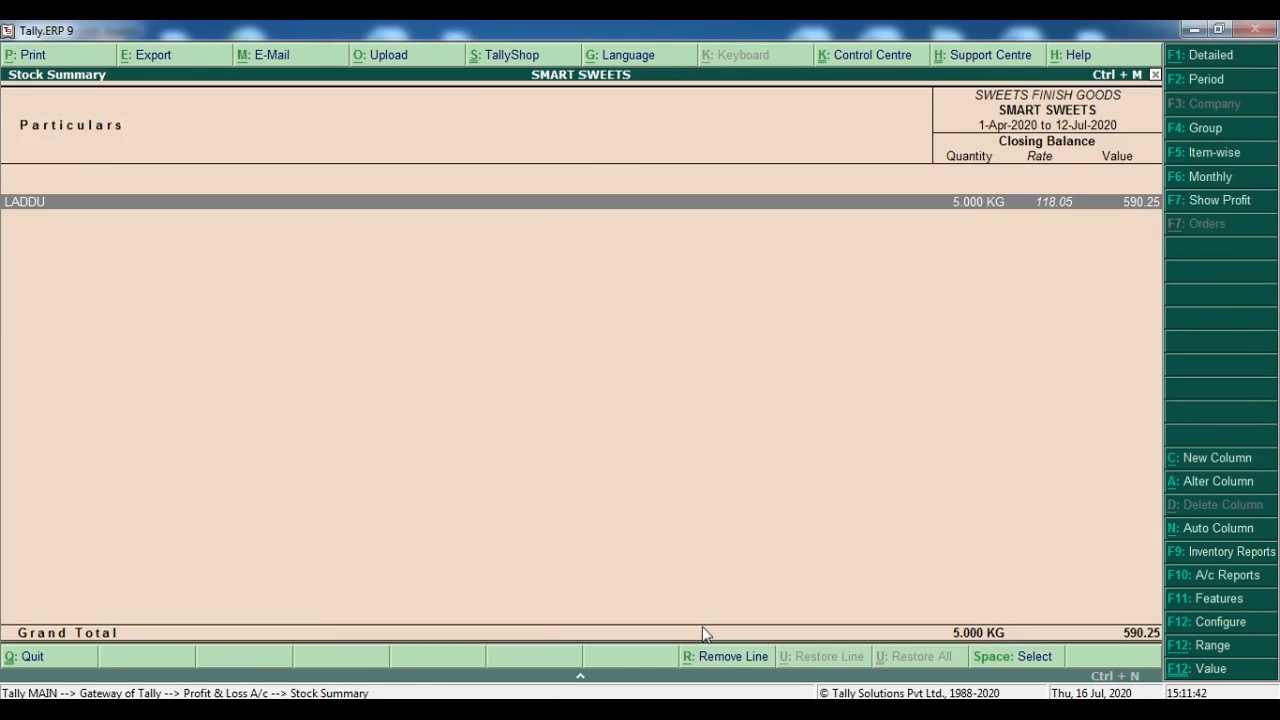 Tally.ERP 9
P: Print E: Export M: E-Mail O: Upload S: TallyShop G: Language K: Keyboard K: Control Centre H: Support Centre H: Help
Stock Summary SMART SWEETS Ctrl + M
Particulars
SWEETS FINISH GOODS
SMART SWEETS
1-Apr-2020 to 12-Jul-2020
Closing Balance
Quantity Rate Value
LADDU 5.000 KG 118.05 590.25
Grand Total 5.000 KG 590.25
Q: Quit R: Remove Line U: Restore Line U: Restore All Space: Select
Ctrl + N
Tally MAIN --> Gateway of Tally --> Profit & Loss A/c --> Stock Summary © Tally Solutions Pvt Ltd., 1988-2020 Thu, 16 Jul, 2020 15:11:42
F1: Detailed
F2: Period
F3: Company
F4: Group
F5: Item-wise
F6: Monthly
F7: Show Profit
F7: Orders
C: New Column
A: Alter Column
D: Delete Column
N: Auto Column
F9: Inventory Reports
F10: A/c Reports
F11: Features
F12: Configure
F12: Range
F12: Value